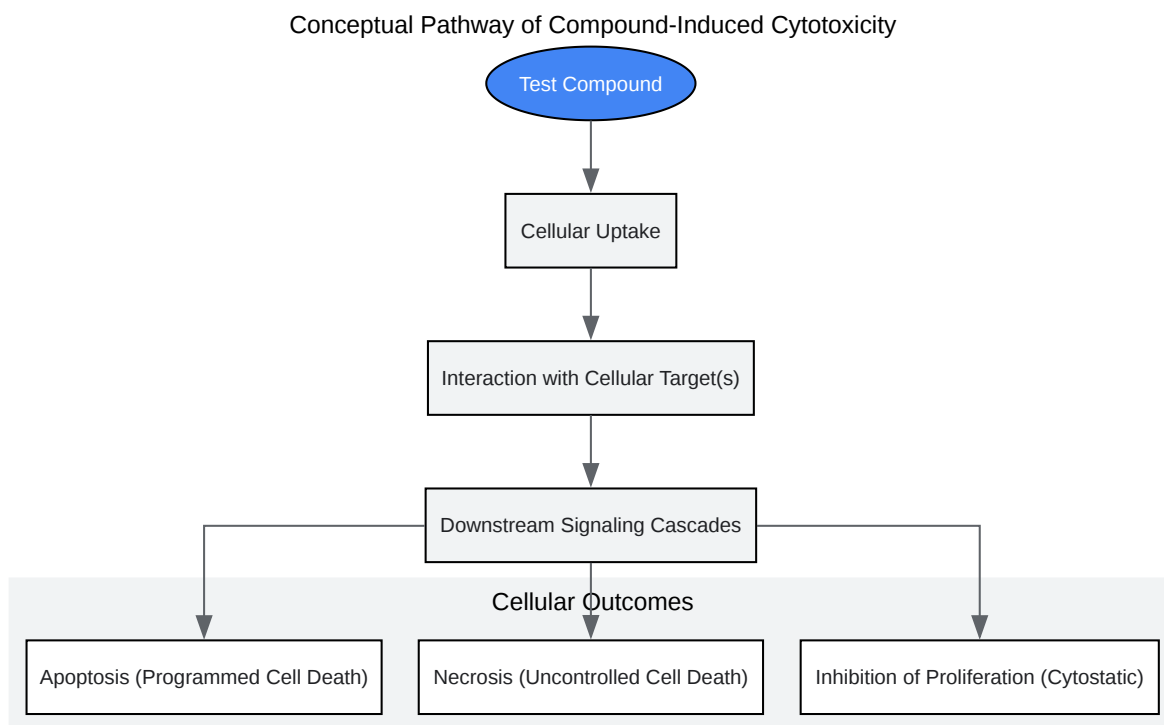 Conceptual Pathway of Compound-Induced Cytotoxicity
Test Compound
Cellular Uptake
Interaction with Cellular Target(s)
Downstream Signaling Cascades
Cellular Outcomes
Apoptosis (Programmed Cell Death)
Necrosis (Uncontrolled Cell Death)
Inhibition of Proliferation (Cytostatic)